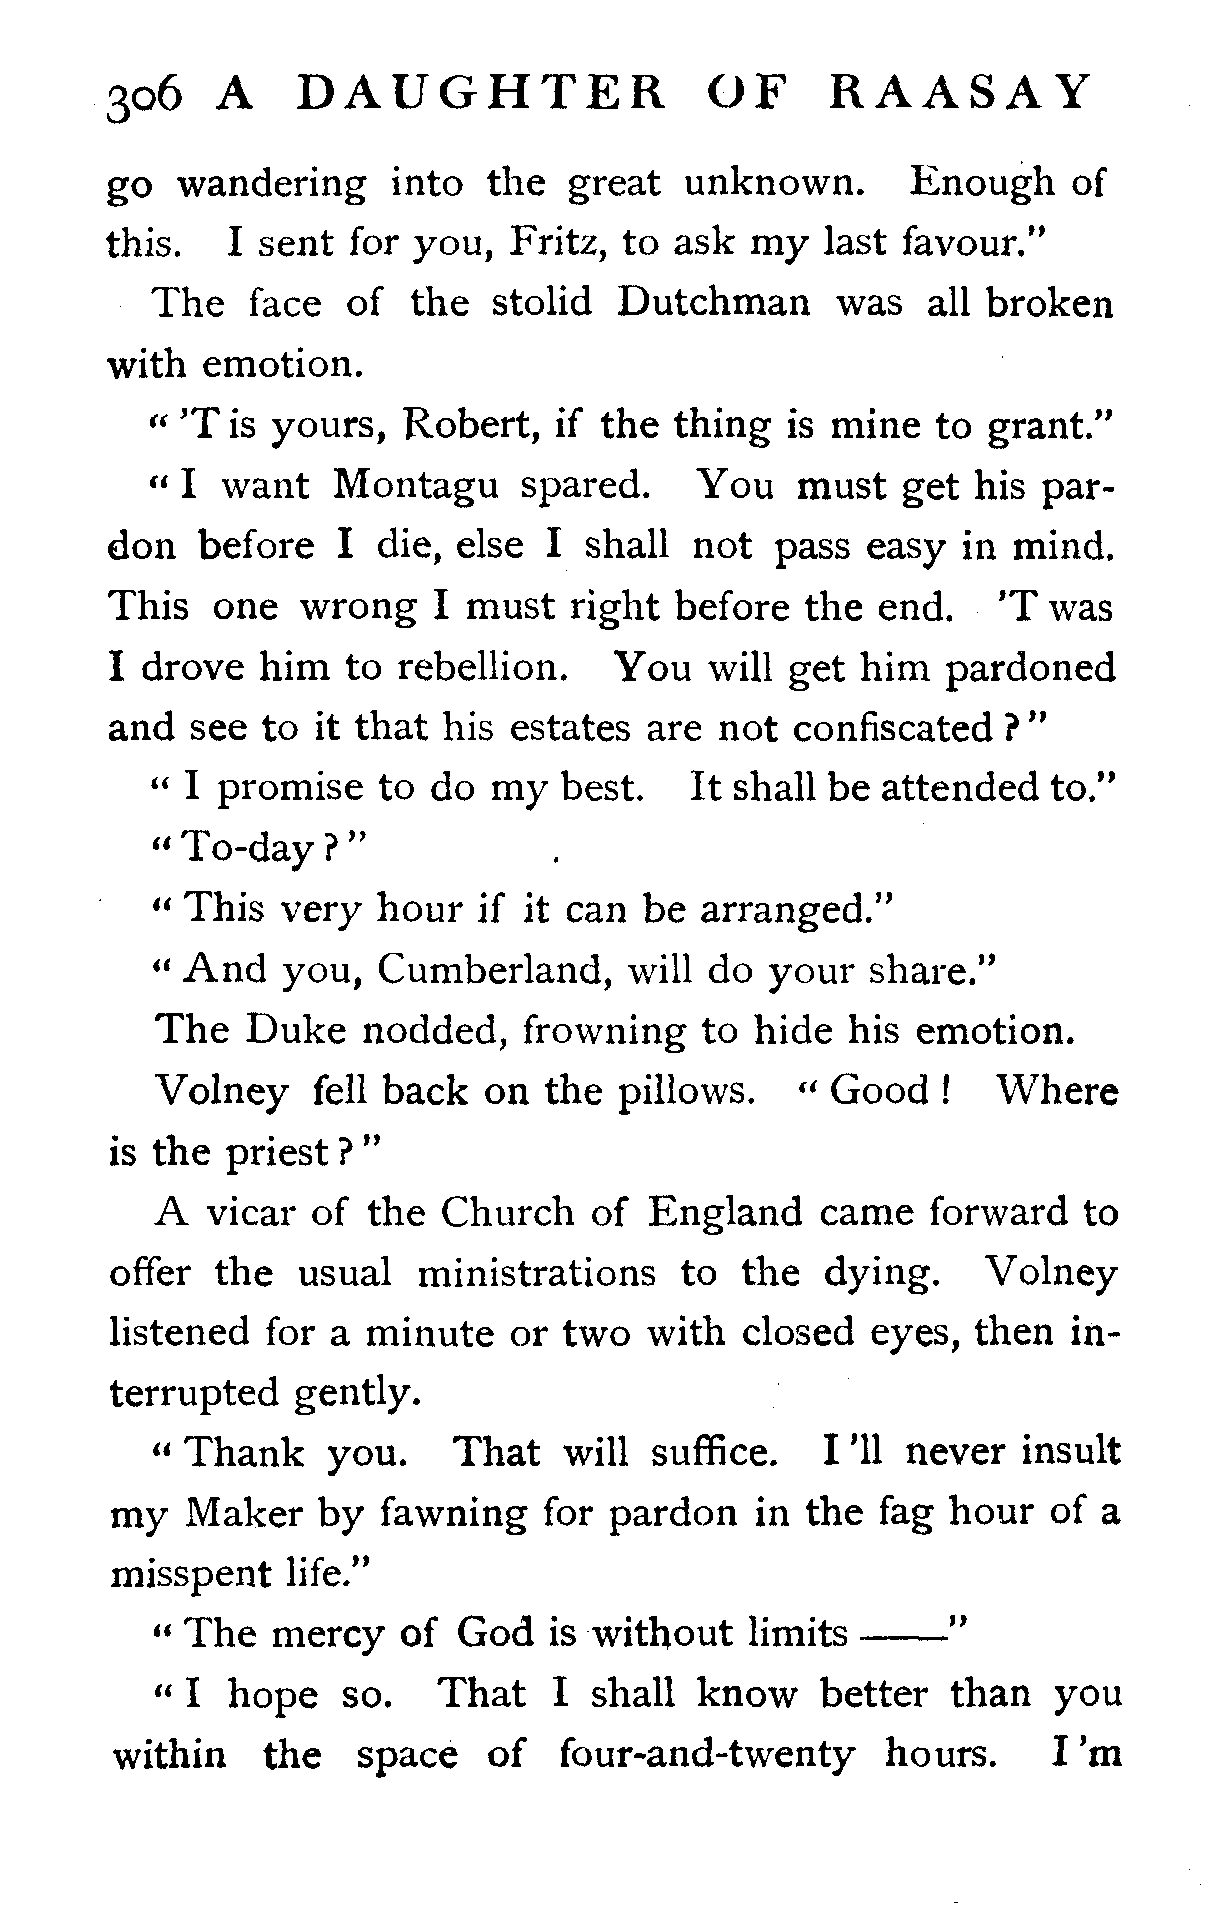 306 A DAUGHTER OF RAASAY
go wandering into the great unknown. Enough of
this. I sent for you, Fritz, to ask my last favour."
The face of the stolid Dutchman was all broken
with emotion.
" 'T is yours, Robert, if the thing is mine to grant."
" I want Montagu spared. You must get his par-
don before I die, else I shall not pass easy in mind.
This one wrong I must right before the end. 'T was
I drove him to rebellion. You will get him pardoned
and see to it that his estates are not confiscated ? "
" I promise to do my best. It shall be attended to."
" To-day ? "
" This very hour if it can be arranged."
" And you, Cumberland, will do your share."
The Duke nodded, frowning to hide his emotion.
Volney fell back on the pillows. " Good ! Where
is the priest ? "
A vicar of the Church of England came forward to
offer the usual ministrations to the dying. Volney
listened for a minute or two with closed eyes, then in-
terrupted gently.
" Thank you. That will suffice. I 'll never insult
my Maker by fawning for pardon in the fag hour of a
misspent life."
" The mercy of God is without limits ——"
" I hope so. That I shall know better than you
within the space of four-and-twenty hours. I 'm